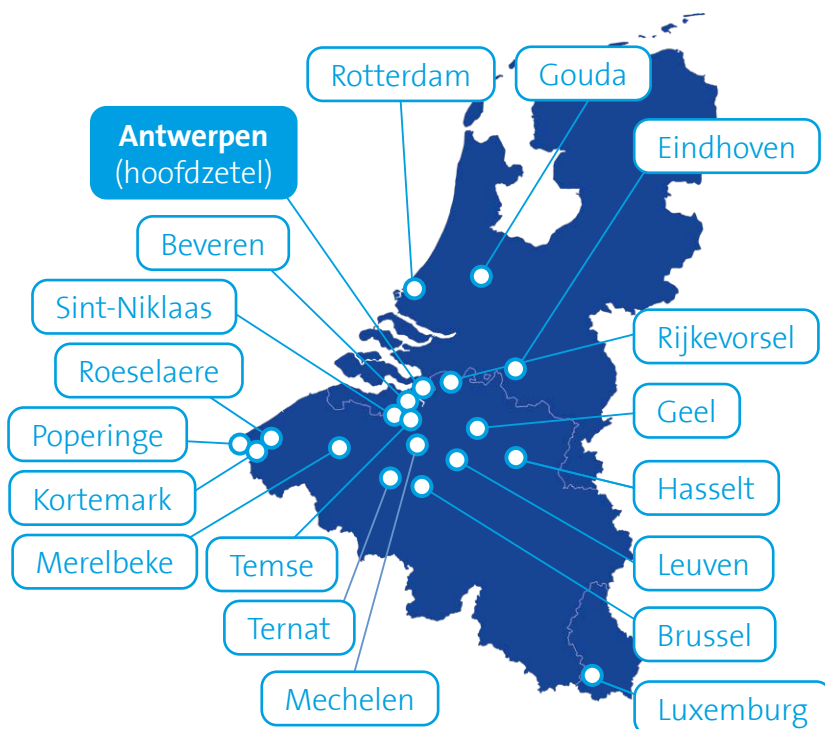 Rotterdam
Gouda
Antwerpen
(hoofdzetel)
Eindhoven
Beveren
Sint-Niklaas
Rijkevorsel
Roeselaere
Geel
Poperinge
Kortemark
Hasselt
Merelbeke
Temse
Leuven
Ternat
Brussel
Mechelen
Luxemburg